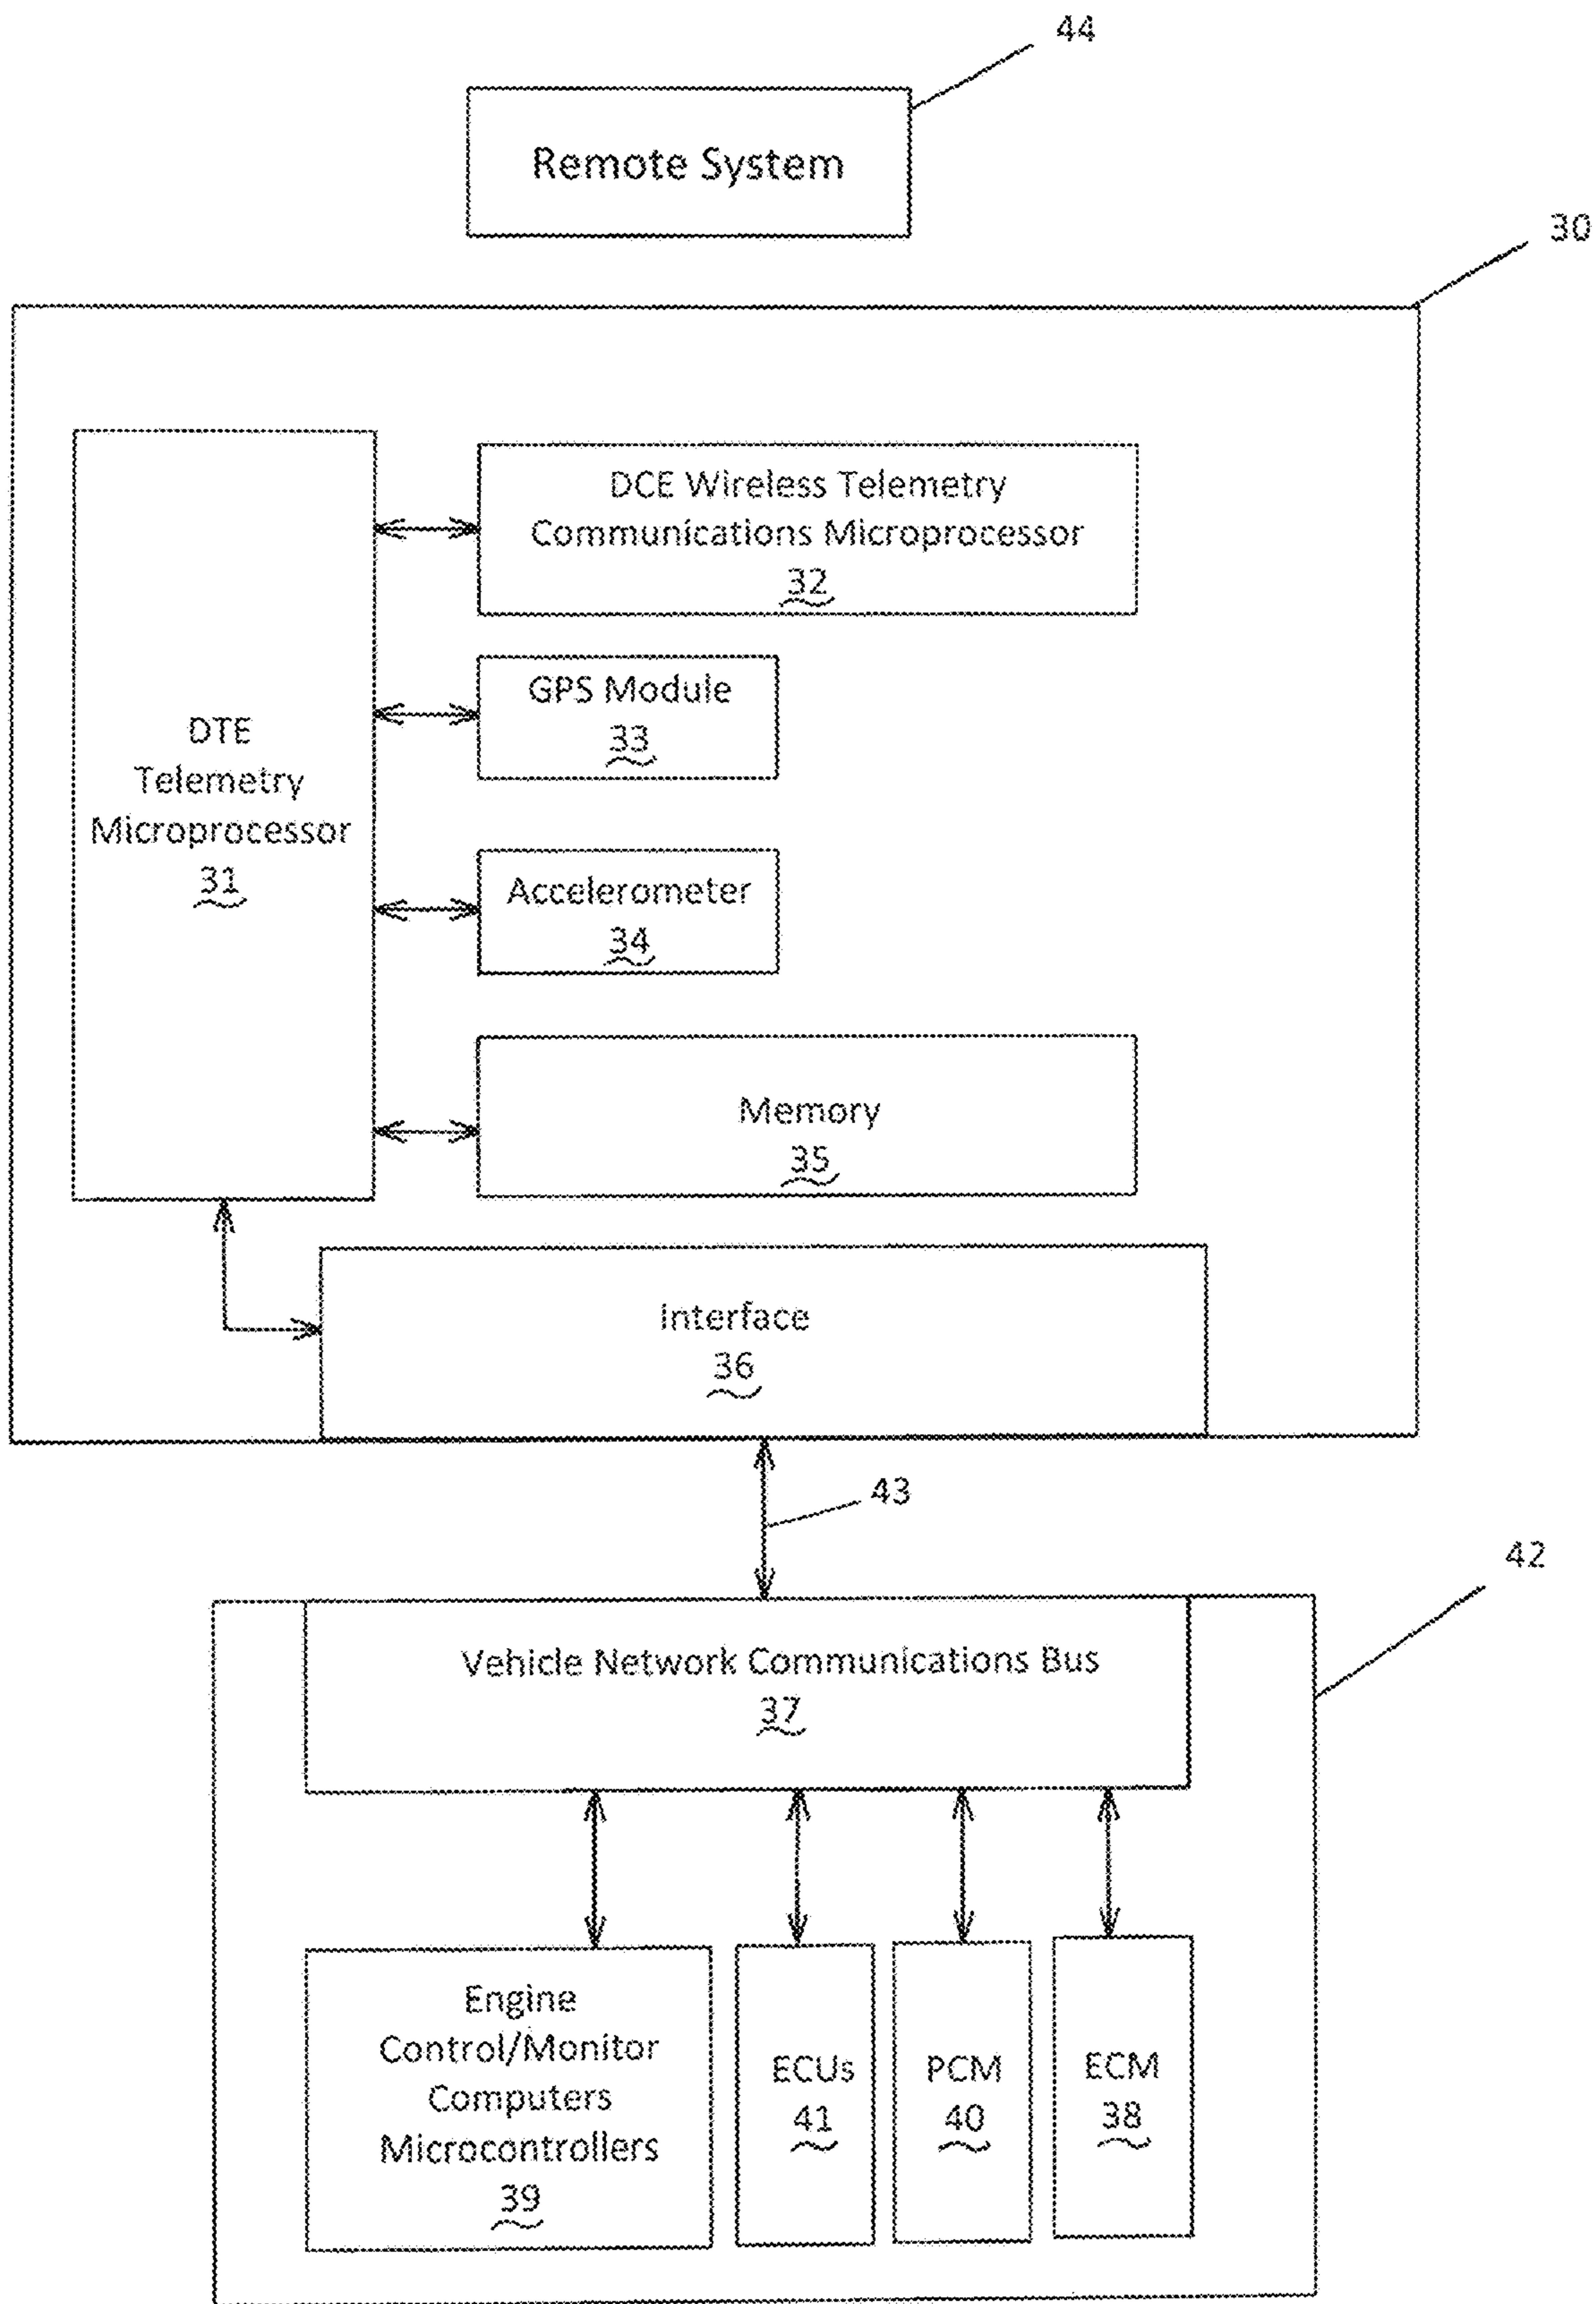 44
Remote System
30
DCE Wireless Telemetry
Communications Microprocessor
32
GPS Module
33
DTE
Telemetry
Microprocessor
31
Accelerometer
34
Memory
35
Interface
36
43
42
Vehicle Network Communications Bus
37
Engine
Control/Monitor
Computers
Microcontrollers
39
ECUs
41
PCM
40
ECM
38